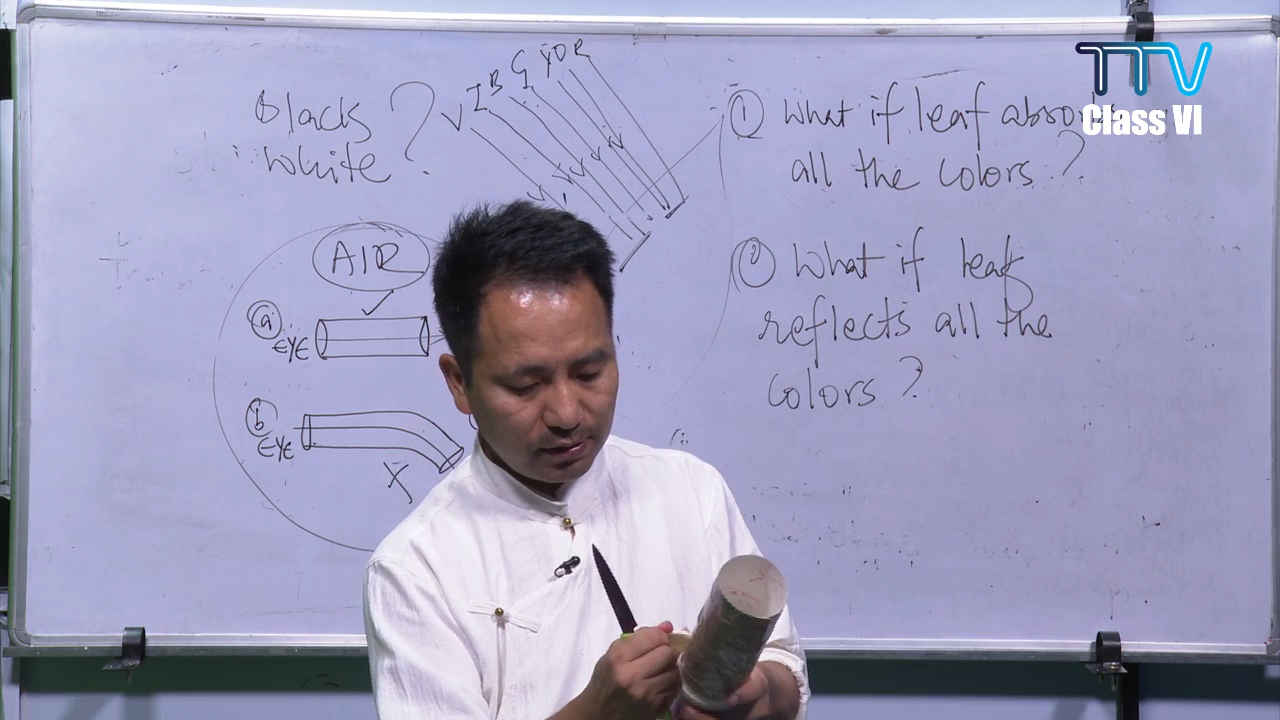 TTV
Class VI
black
white ?
V I B G Y O R
① What if leaf absorbs
all the colors ?
② What if leaf
reflects all the
colors ?
AIR
ⓐ EYE
ⓑ EYE